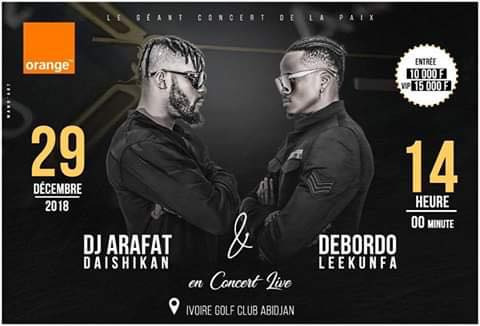 LE GÉANT CONCERT DE LA PAIX
orange™
ENTRÉE
10 000 F
VIP 15 000 F
29
DÉCEMBRE
2018
14
HEURE
00 MINUTE
DJ ARAFAT
DAISHIKAN
&
DEBORDO
LEEKUNFA
en Concert Live
IVOIRE GOLF CLUB ABIDJAN